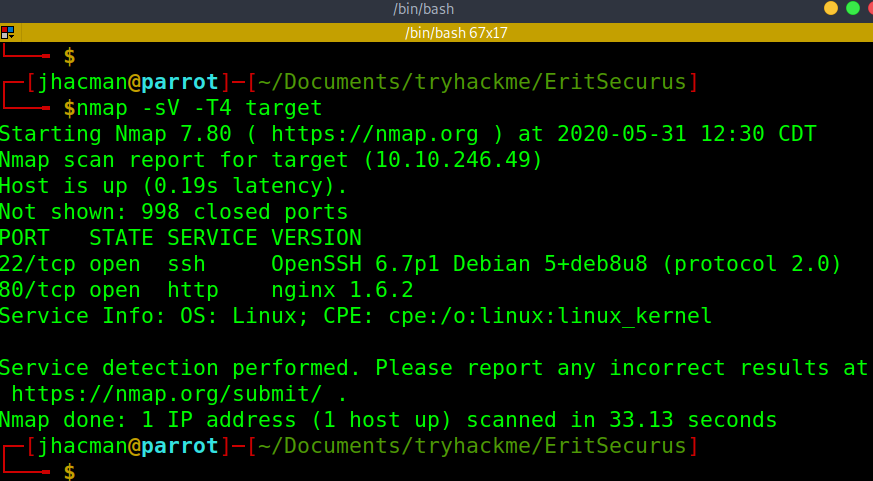 /bin/bash
/bin/bash 67x17
$
[jhacman@parrot]─[~/Documents/tryhackme/EritSecurus]
$nmap -sV -T4 target
Starting Nmap 7.80 ( https://nmap.org ) at 2020-05-31 12:30 CDT
Nmap scan report for target (10.10.246.49)
Host is up (0.19s latency).
Not shown: 998 closed ports
PORT   STATE SERVICE VERSION
22/tcp open  ssh     OpenSSH 6.7p1 Debian 5+deb8u8 (protocol 2.0)
80/tcp open  http    nginx 1.6.2
Service Info: OS: Linux; CPE: cpe:/o:linux:linux_kernel
Service detection performed. Please report any incorrect results at
https://nmap.org/submit/ .
Nmap done: 1 IP address (1 host up) scanned in 33.13 seconds
[jhacman@parrot]─[~/Documents/tryhackme/EritSecurus]
$